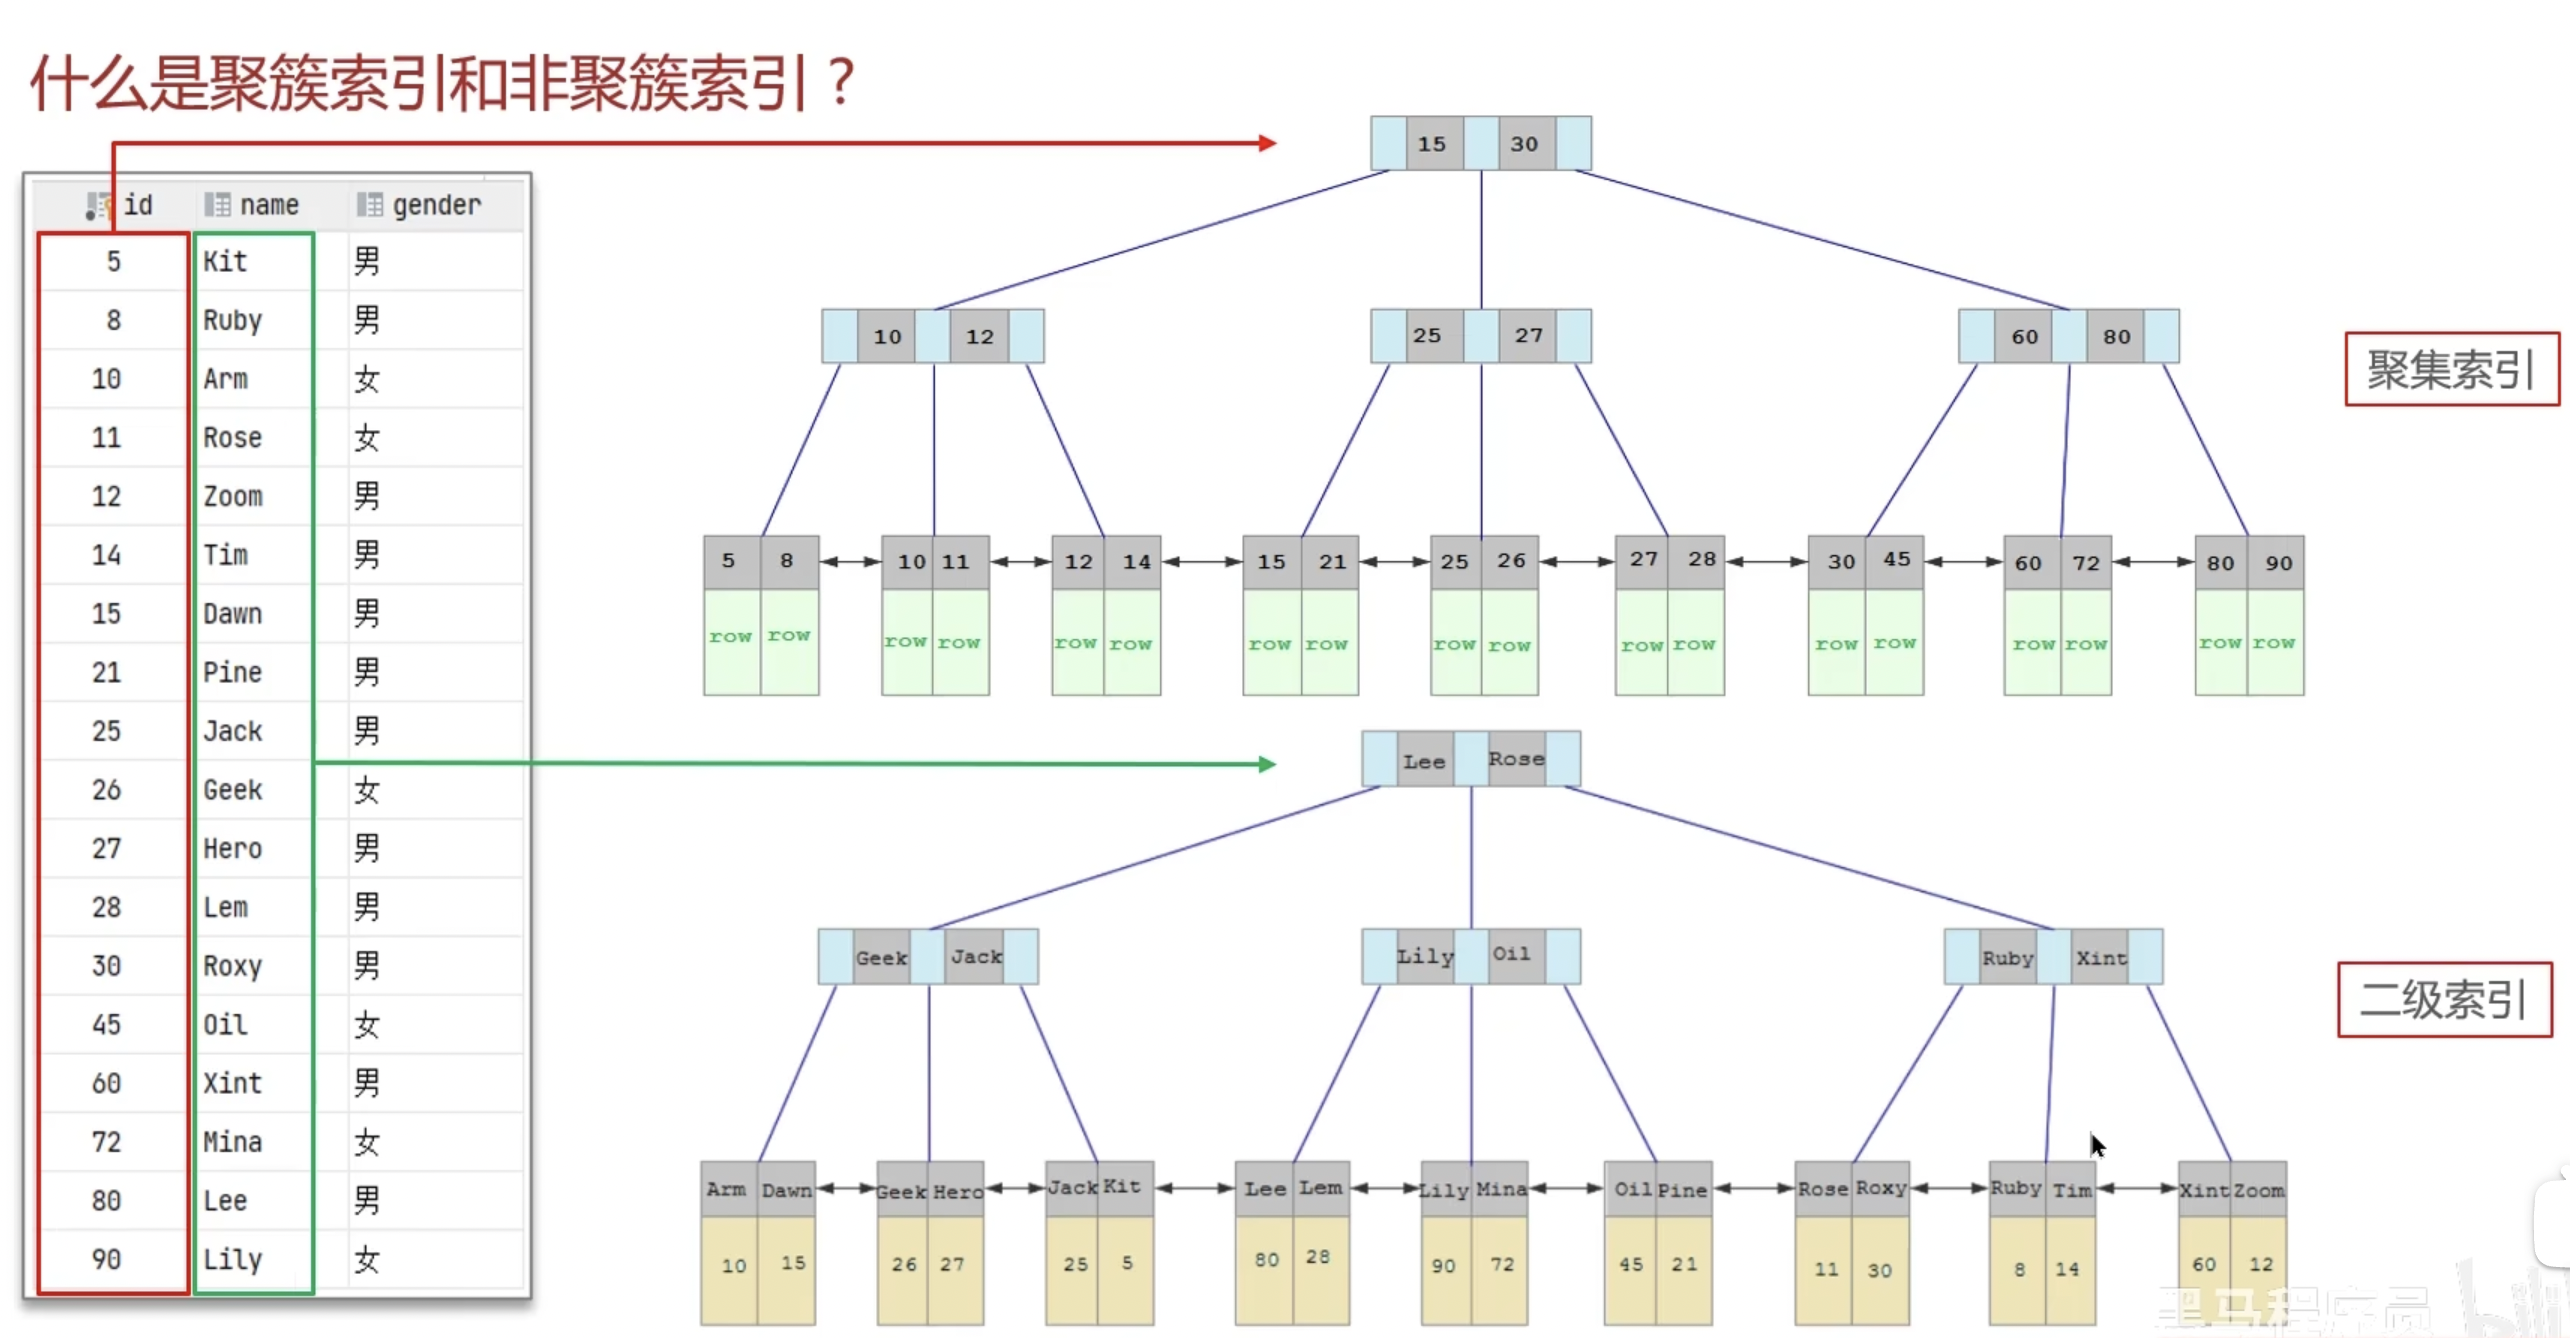 什么是聚簇索引和非聚簇索引？
id name gender
5 Kit 男
8 Ruby 男
10 Arm 女
11 Rose 女
12 Zoom 男
14 Tim 男
15 Dawn 男
21 Pine 男
25 Jack 男
26 Geek 女
27 Hero 男
28 Lem 男
30 Roxy 男
45 Oil 女
60 Xint 男
72 Mina 女
80 Lee 男
90 Lily 女
15 30
10 12 25 27 60 80
聚集索引
5 8 10 11 12 14 15 21 25 26 27 28 30 45 60 72 80 90
row row row row row row row row row row row row row row row row row row
Lee Rose
Geek Jack Lily Oil Ruby Xint
二级索引
Arm Dawn Geek Hero Jack Kit Lee Lem Lily Mina Oil Pine Rose Roxy Ruby Tim Xint Zoom
10 15 26 27 25 5 80 28 90 72 45 21 11 30 8 14 60 12
黑马程序员